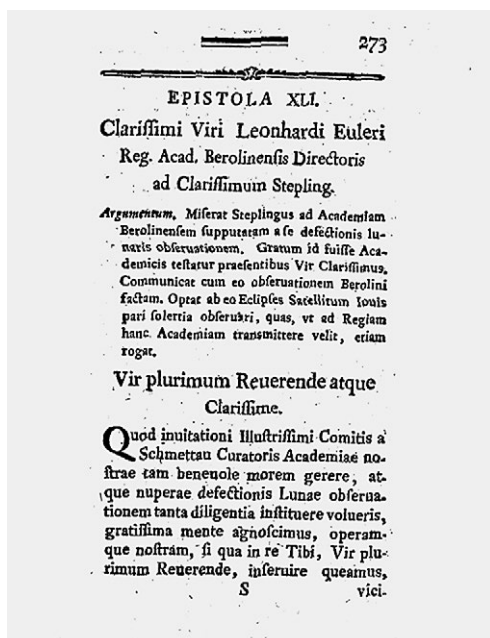 273
EPISTOLA XLI.
Clariſſimi Viri Leonhardi Euleri
Reg. Acad. Berolinenſis Directoris
ad Clariſſimum Stepling.
Argumentum. Miſerat Steplingus ad Academiam
Berolinenſem ſupputatam a ſe defectionis lu-
naris obſeruationem. Gratum id fuiſſe Aca-
demicis teſtatur praeſentibus Vir Clariſſimus.
Communicat cum eo obſeruationem Berolini
factam. Optat ab eo Eclipſes Satellitum Iouis
pari ſolertia obſeruari, quas, vt ad Regiam
hanc Academiam tranſmittere velit, etiam
rogat.
Vir plurimum Reuerende atque
Clariſſime.
Quod inuitationi Illuſtriſſimi Comitis a
Schmettau Curatoris Academiae no-
ſtrae tam beneuole morem gerere, at-
que nuperae defectionis Lunae obſerua-
tionem tanta diligentia inſtituere volueris,
gratiſſima mente agnoſcimus, operam-
que noſtram, ſi qua in re Tibi, Vir plu-
rimum Reuerende, inſeruire queamus,
S vici-